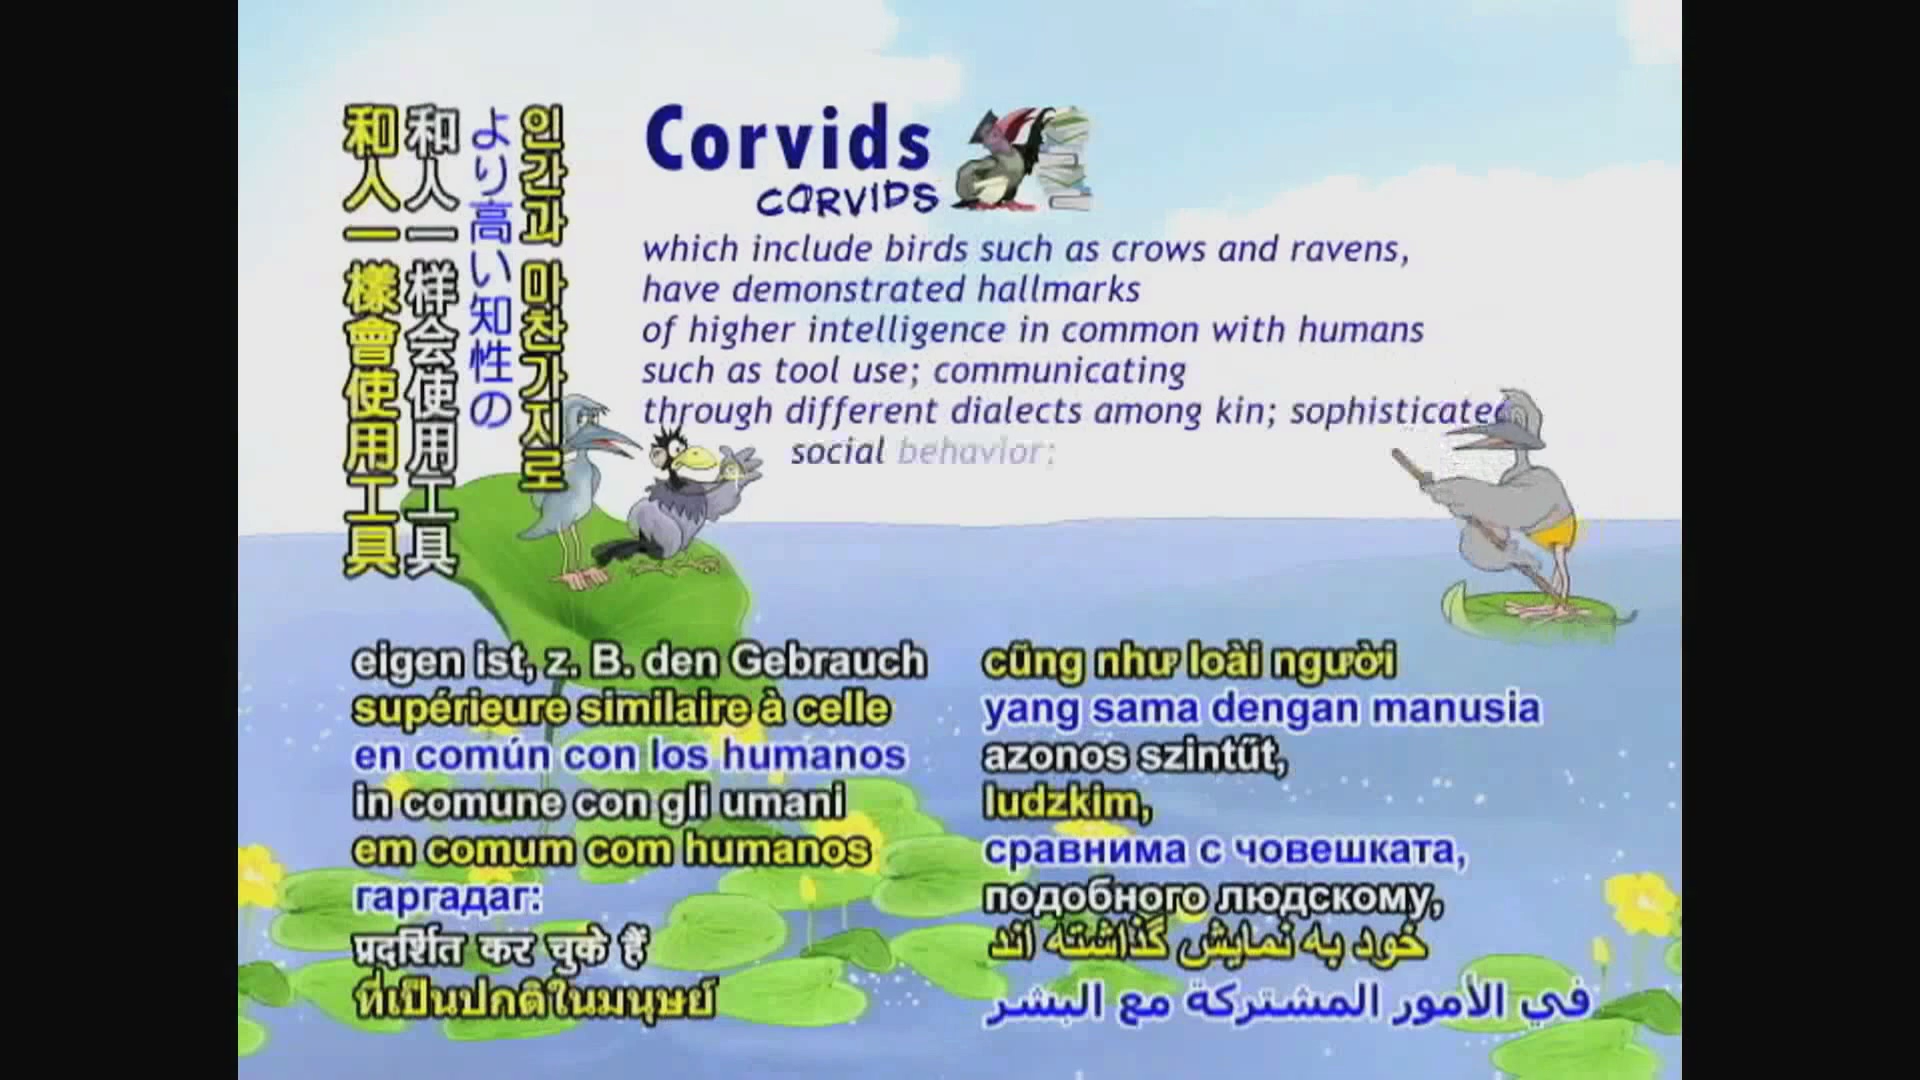 和人一樣會使用工具
和人一样会使用工具
より高い知性の
인간과 마찬가지로
Corvids
CORVIDS
which include birds such as crows and ravens,
have demonstrated hallmarks
of higher intelligence in common with humans
such as tool use; communicating
through different dialects among kin; sophisticated
social behavior;
eigen ist, z. B. den Gebrauch
supérieure similaire à celle
en común con los humanos
in comune con gli umani
em comum com humanos
гаргадаг:
प्रदर्शित कर चुके हैं
ที่เป็นปกติในมนุษย์
cũng như loài người
yang sama dengan manusia
azonos szintűt,
ludzkim,
сравнима с човешката,
подобного людскому,
خود به نمایش گذاشته اند
في الأمور المشتركة مع البشر